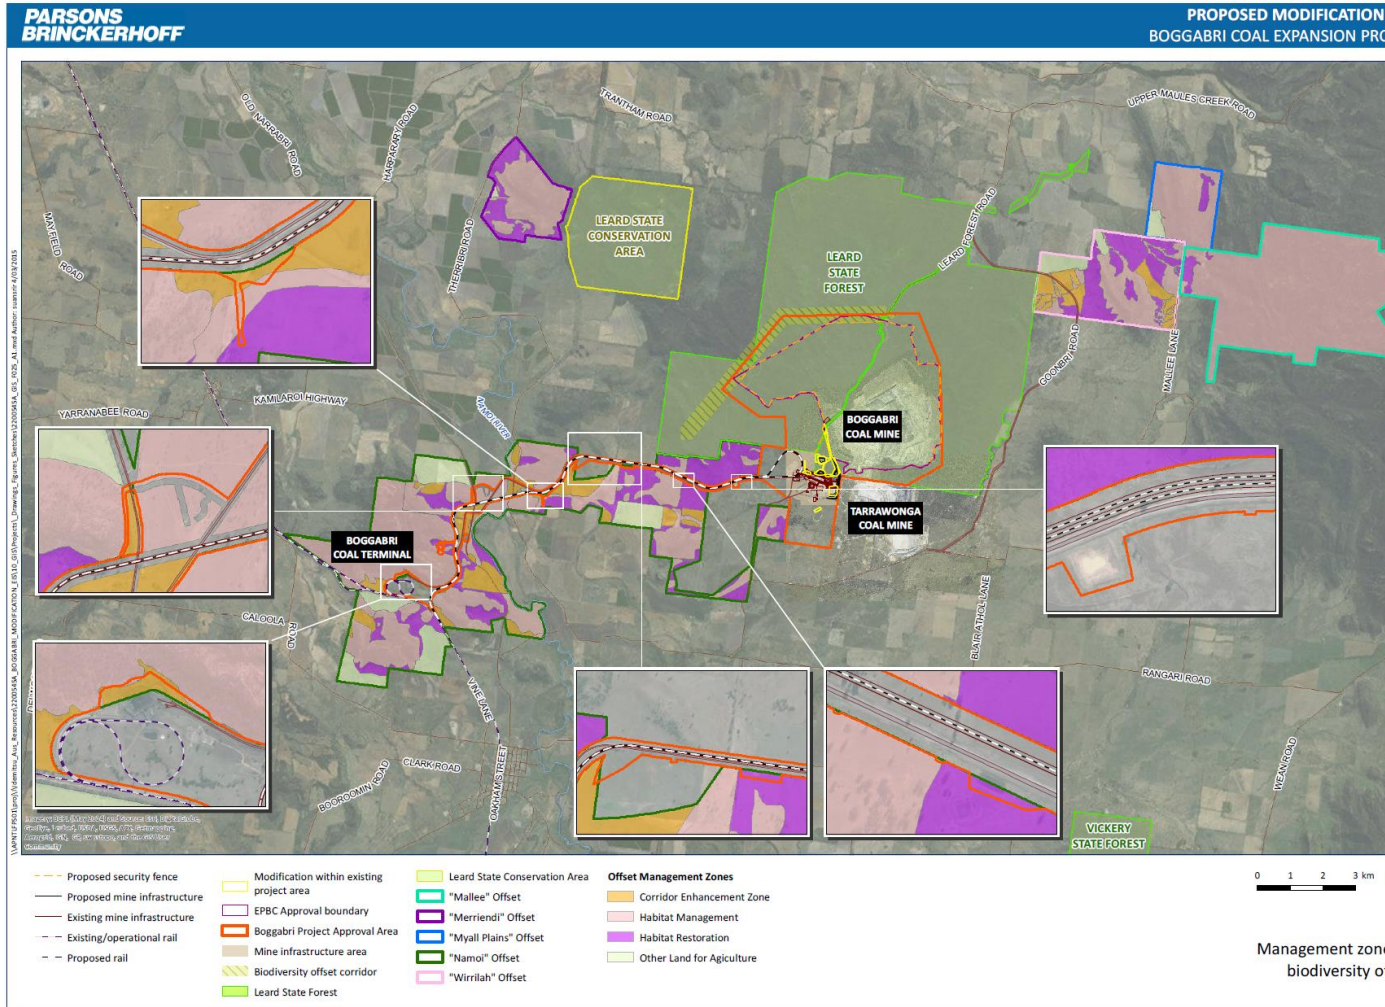 PARSONS
BRINCKERHOFF
PROPOSED MODIFICATION
BOGGABRI COAL EXPANSION PRO
OLD NARRABRI ROAD
HARPARARY ROAD
TRANTHAM ROAD
UPPER MAULES CREEK ROAD
MAYFIELD ROAD
THERRIBRI ROAD
LEARD STATE
CONSERVATION
AREA
LEARD
STATE
FOREST
LEARD FOREST ROAD
GOONBRI ROAD
MALLEE LANE
YARRANABEE ROAD
KAMILAROI HIGHWAY
NAMOI RIVER
BOGGABRI
COAL MINE
TARRAWONGA
COAL MINE
BOGGABRI
COAL TERMINAL
CALOOLA ROAD
BLAIR ATHOL LANE
RANGARI ROAD
VINE LANE
CLARK ROAD
BOOROOMIN ROAD
OAKHAM STREET
WEAN ROAD
VICKERY
STATE FOREST
Community
Proposed security fence
Proposed mine infrastructure
Existing mine infrastructure
Existing/operational rail
Proposed rail
Modification within existing
project area
EPBC Approval boundary
Boggabri Project Approval Area
Mine infrastructure area
Biodiversity offset corridor
Leard State Forest
Leard State Conservation Area
"Mallee" Offset
"Merriendi" Offset
"Myall Plains" Offset
"Namoi" Offset
"Wirrilah" Offset
Offset Management Zones
Corridor Enhancement Zone
Habitat Management
Habitat Restoration
Other Land for Agiculture
0 1 2 3 km
Management zone
biodiversity of